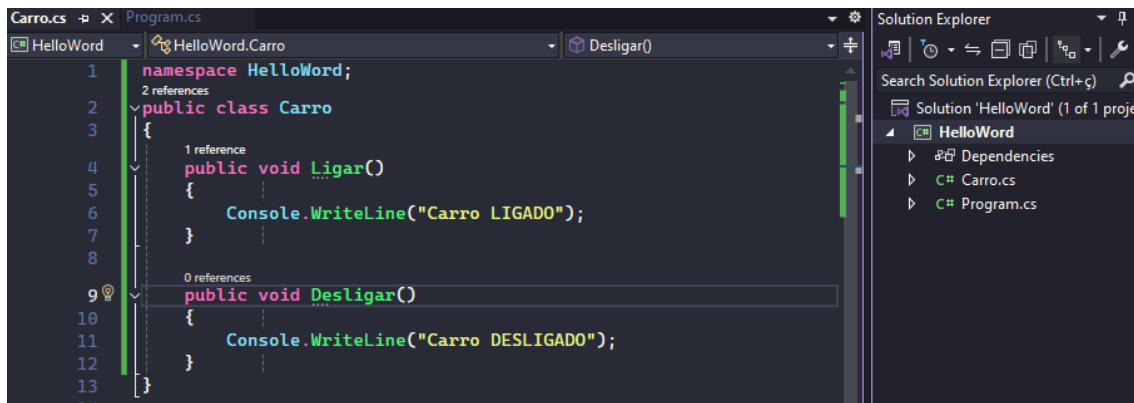 Carro.cs
Program.cs
HelloWord
HelloWord.Carro
Desligar()
1 namespace HelloWord;
2 references
2 public class Carro
3 {
1 reference
4 public void Ligar()
5 {
6 Console.WriteLine("Carro LIGADO");
7 }
8
0 references
9 public void Desligar()
10 {
11 Console.WriteLine("Carro DESLIGADO");
12 }
13 }
Solution Explorer
Search Solution Explorer (Ctrl+ç)
Solution 'HelloWord' (1 of 1 proje
C# HelloWord
Dependencies
C# Carro.cs
C# Program.cs